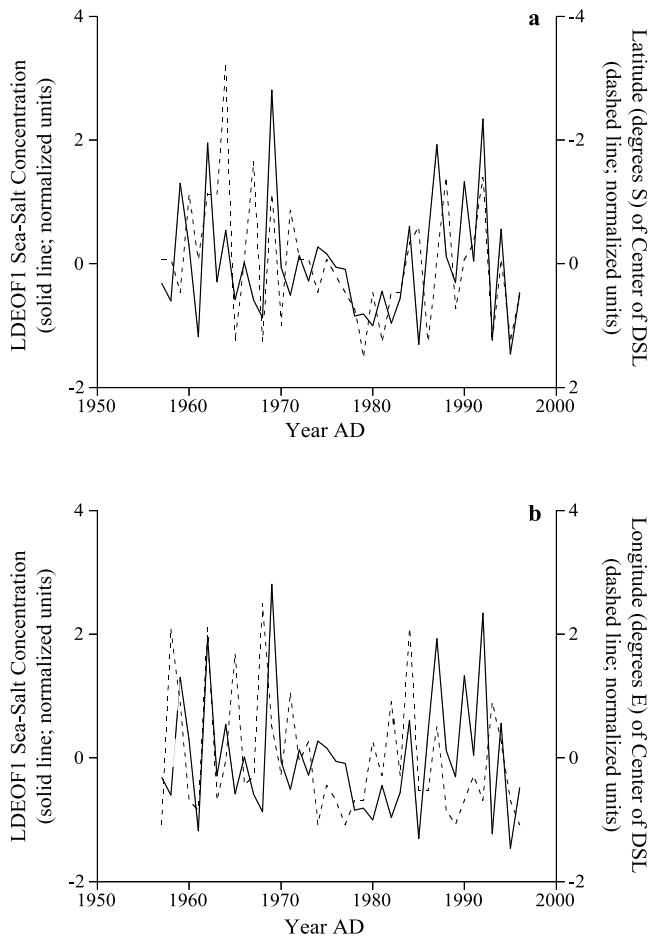 a
LDEOF1 Sea-Salt Concentration
(solid line; normalized units)
4
2
0
-2
-4
-2
0
2
Latitude (degrees S) of Center of DSL
(dashed line; normalized units)
1950 1960 1970 1980 1990 2000
Year AD
b
LDEOF1 Sea-Salt Concentration
(solid line; normalized units)
4
2
0
-2
4
2
0
-2
Longitude (degrees E) of Center of DSL
(dashed line; normalized units)
1950 1960 1970 1980 1990 2000
Year AD